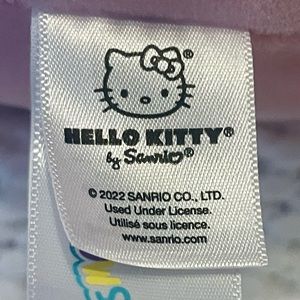 HELLO KITTY®
by Sanrio®
© 2022 SANRIO CO., LTD.
Used Under License.
Utilisé sous licence.
www.sanrio.com